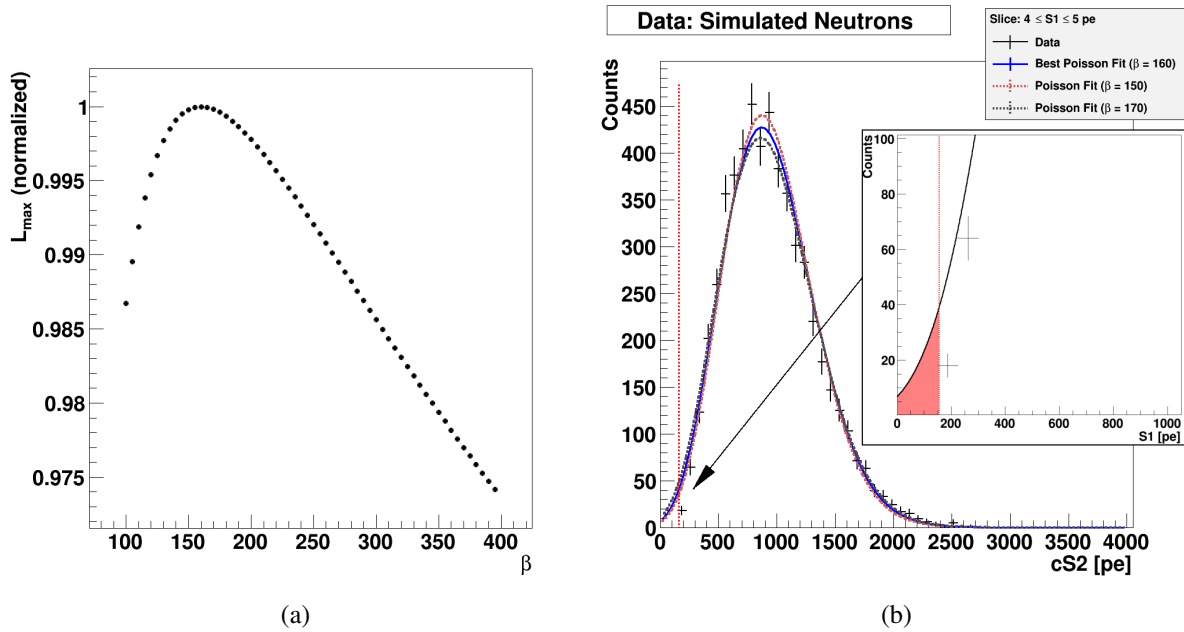 L_max (normalized)
1
0.995
0.99
0.985
0.98
0.975
100 150 200 250 300 350 400
β
(a)
Data: Simulated Neutrons
Slice: 4 ≤ S1 ≤ 5 pe
Data
Best Poisson Fit (β = 160)
Poisson Fit (β = 150)
Poisson Fit (β = 170)
Counts
450
400
350
300
250
200
150
100
50
0
0 500 1000 1500 2000 2500 3000 3500 4000
cS2 [pe]
Counts
100
80
60
40
20
0 200 400 600 800 1000
S1 [pe]
(b)